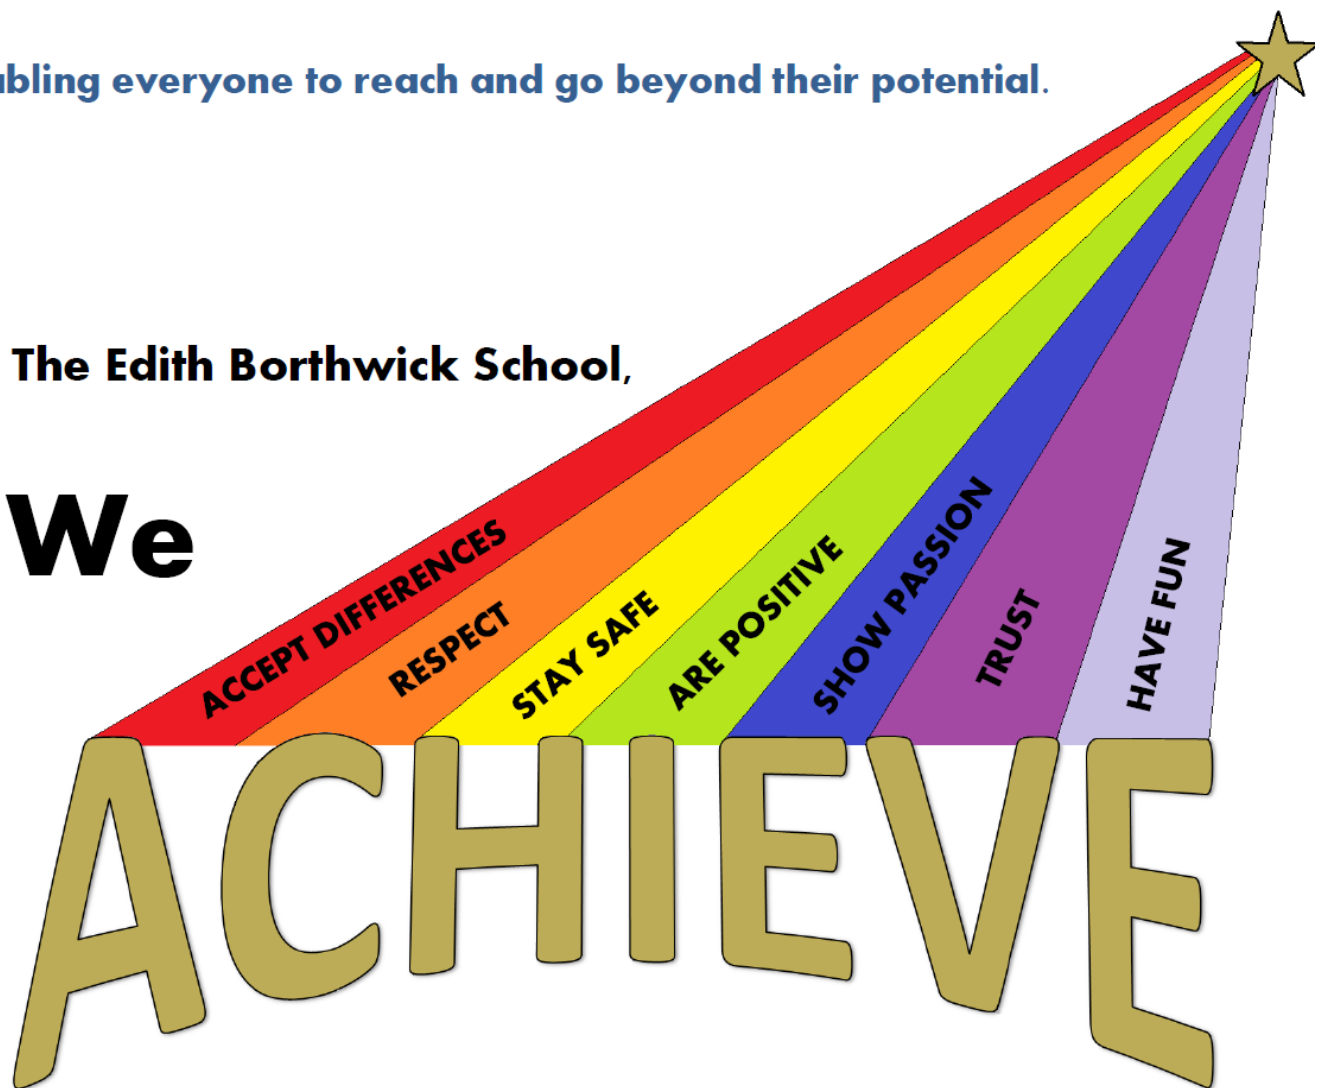 abling everyone to reach and go beyond their potential.
The Edith Borthwick School,
We
ACCEPT DIFFERENCES
RESPECT
STAY SAFE
ARE POSITIVE
SHOW PASSION
TRUST
HAVE FUN
ACHIEVE